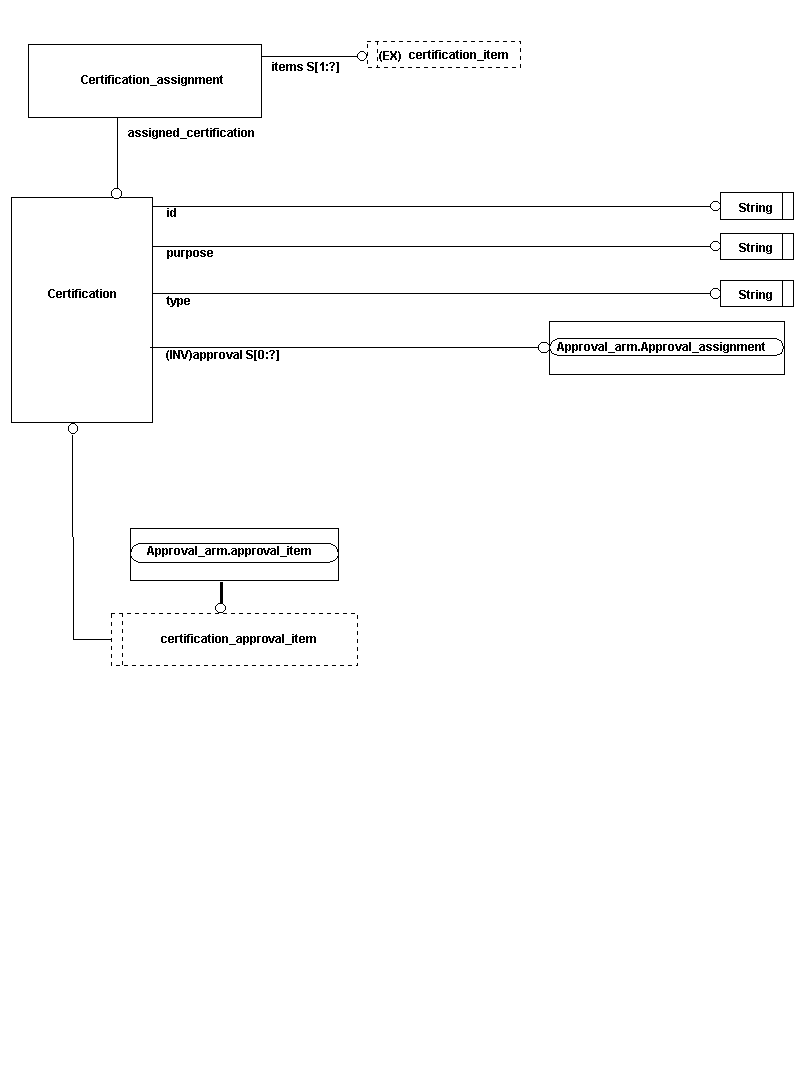 (EX) certification_item
items S[1:?]
Certification_assignment
assigned_certification
id
String
purpose
String
Certification
type
String
(INV)approval S[0:?]
Approval_arm.Approval_assignment
Approval_arm.approval_item
certification_approval_item